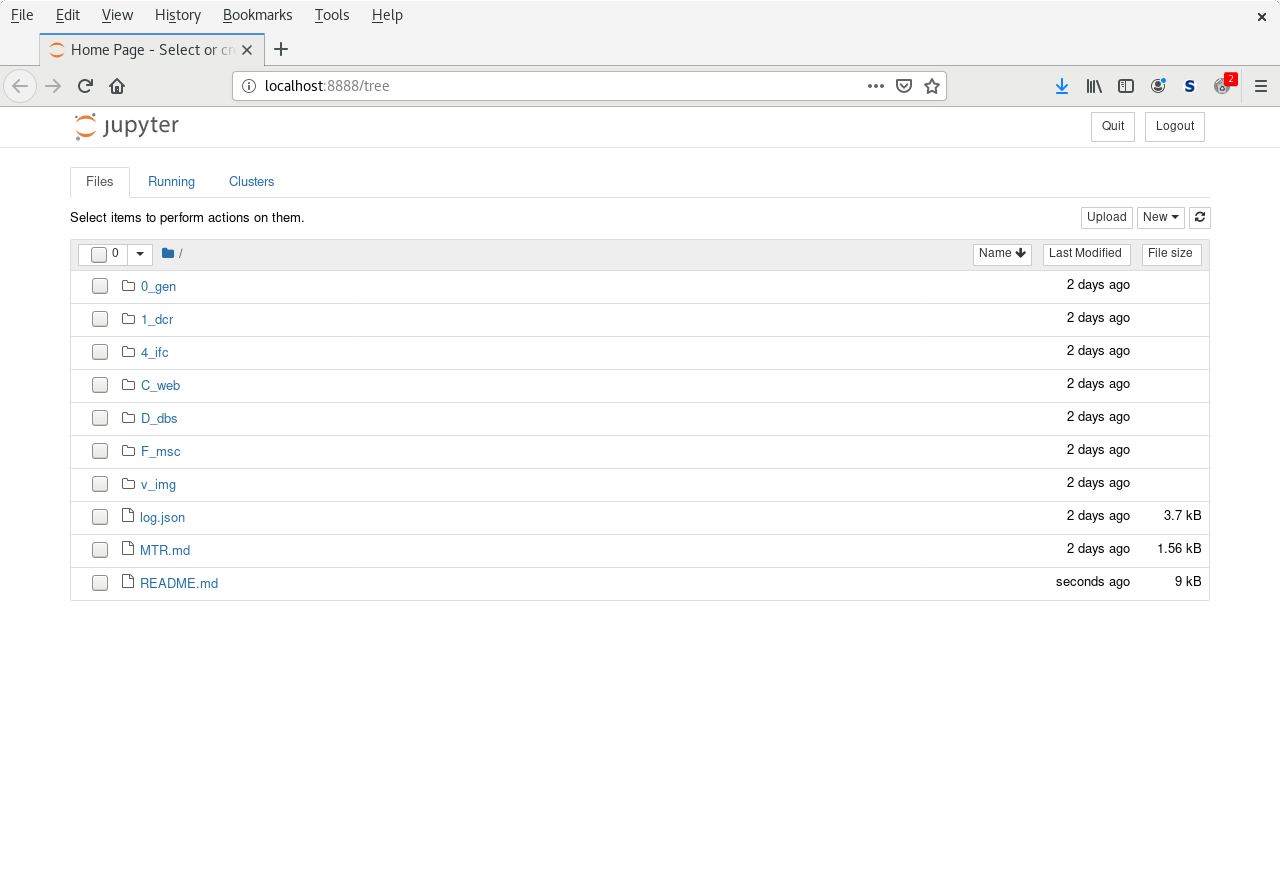 File Edit View History Bookmarks Tools Help
Home Page - Select or cr
localhost:8888/tree
S
2
jupyter
Quit Logout
Files Running Clusters
Select items to perform actions on them.
Upload New
0 / Name Last Modified File size
0_gen 2 days ago
1_dcr 2 days ago
4_ifc 2 days ago
C_web 2 days ago
D_dbs 2 days ago
F_msc 2 days ago
v_img 2 days ago
log.json 2 days ago 3.7 kB
MTR.md 2 days ago 1.56 kB
README.md seconds ago 9 kB